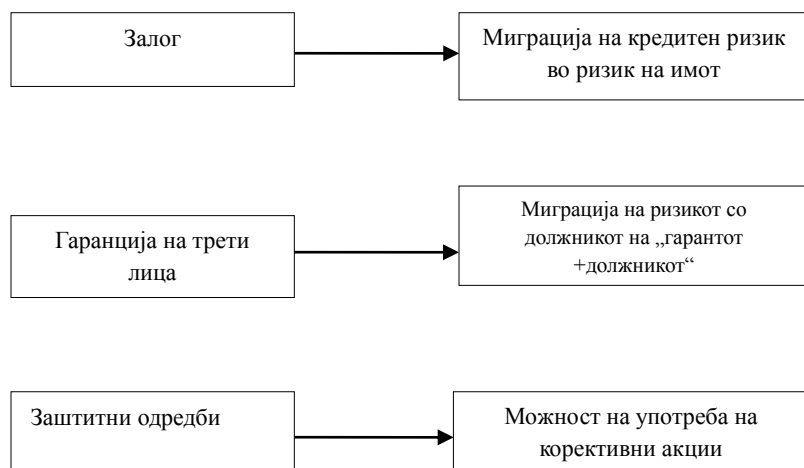 Залог
Миграција на кредитен ризик
во ризик на имот
Гаранција на трети
лица
Миграција на ризикот со
должникот на „гарантот
+должникот“
Заштитни одредби
Можност на употреба на
корективни акции